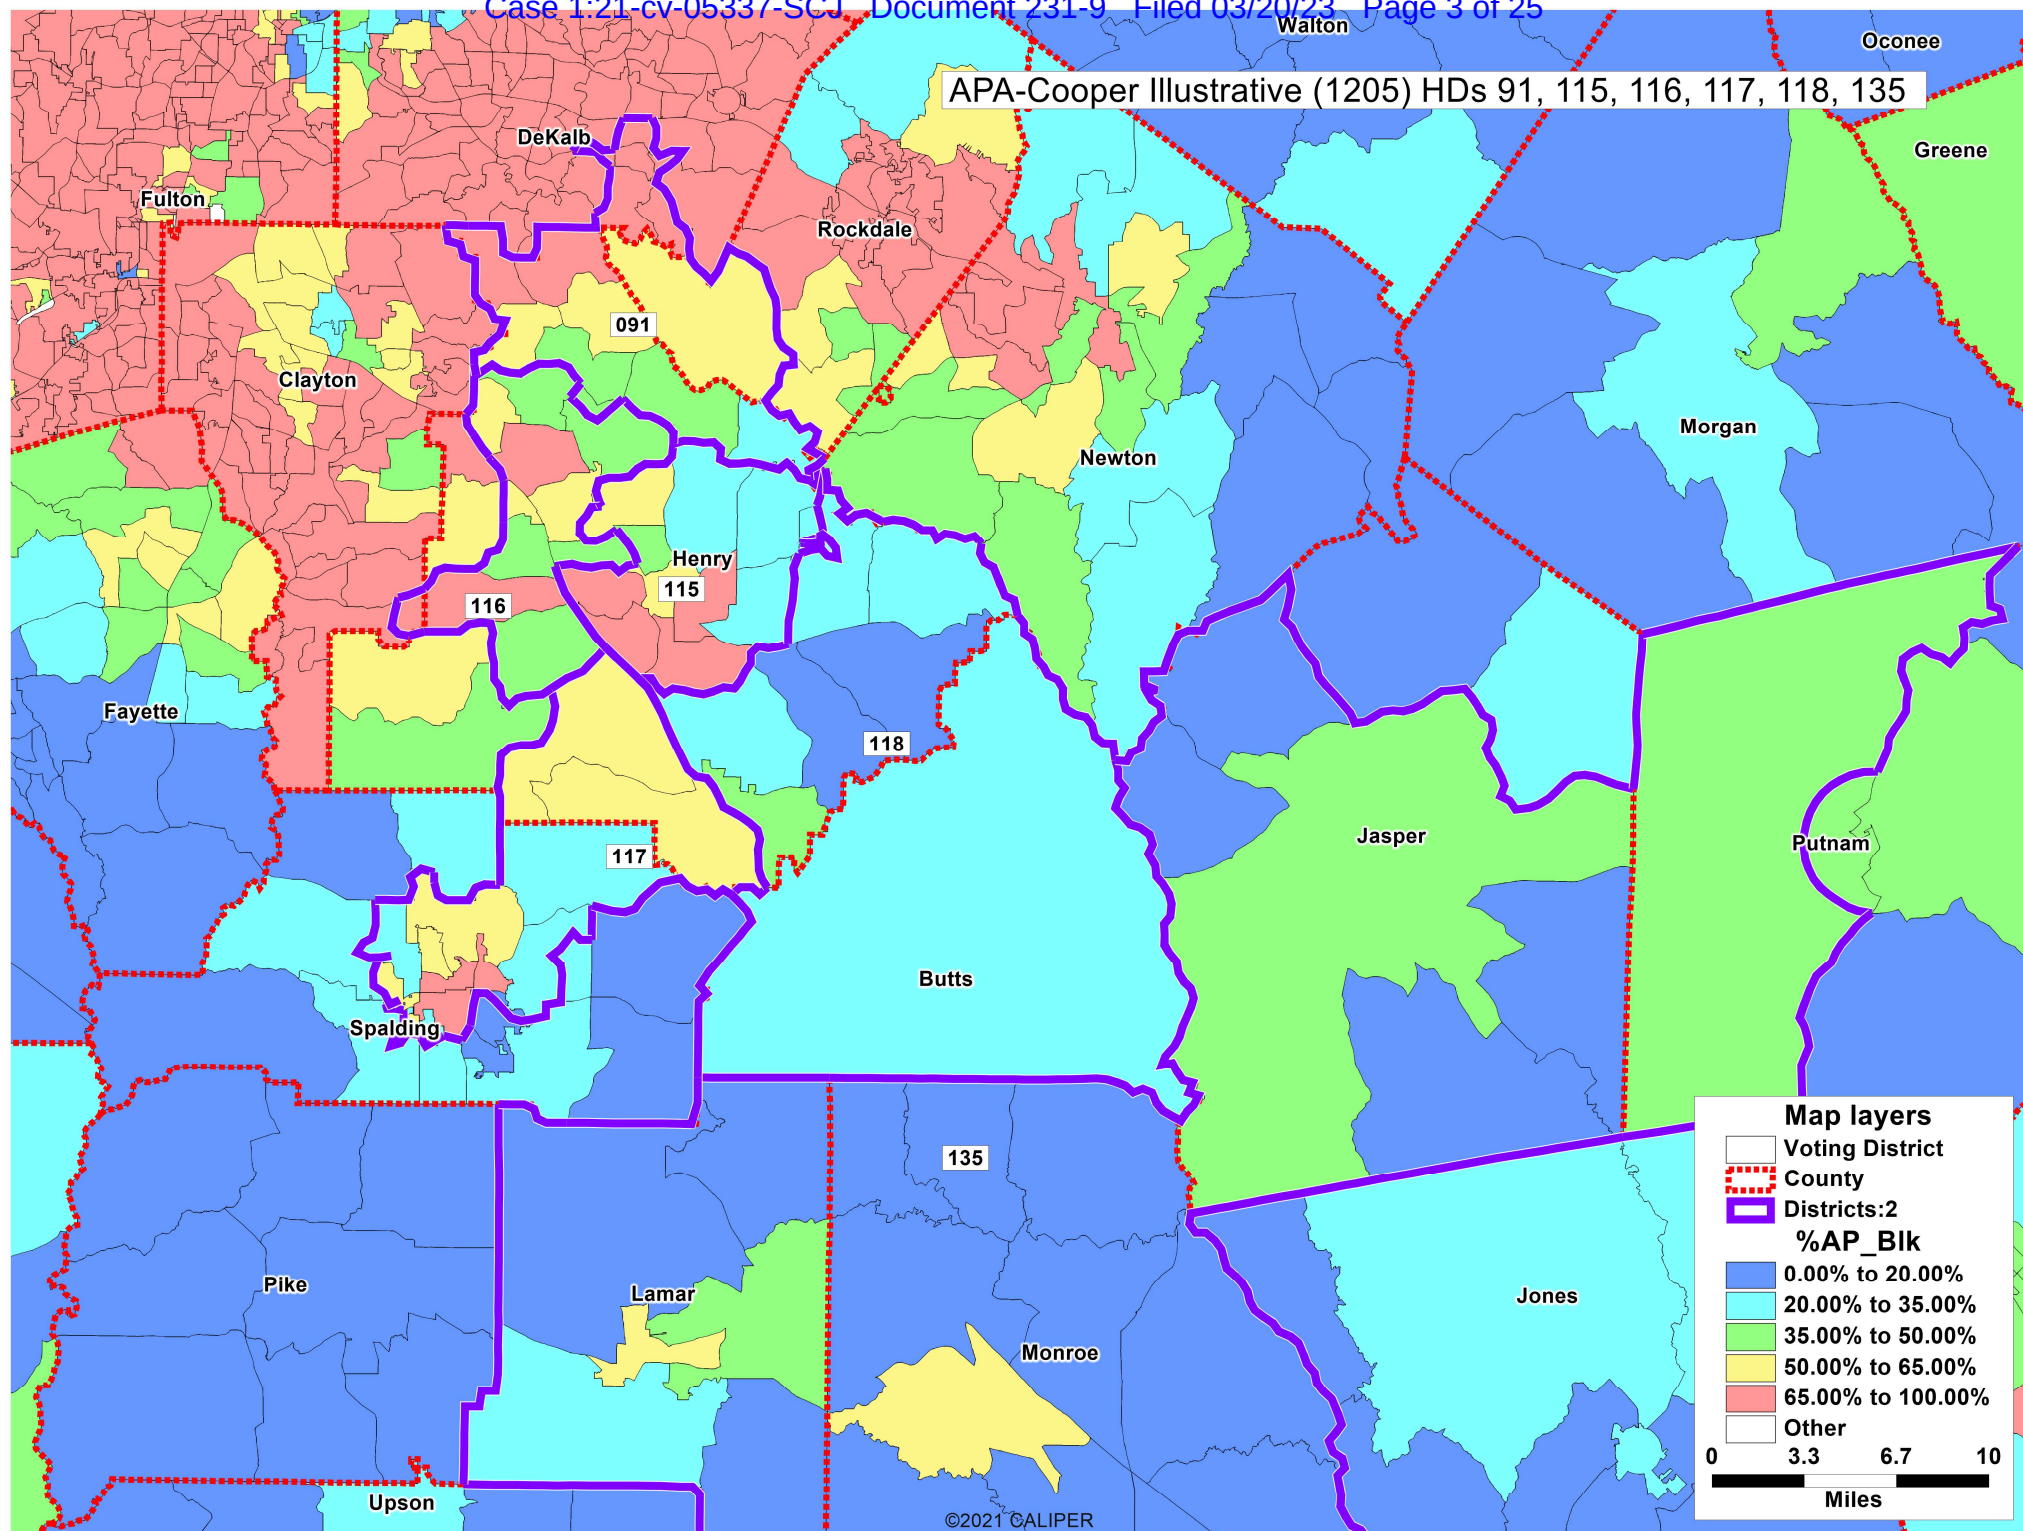 Case 1:21-cv-05337-SCJ Document 231-9 Filed 03/20/23 Page 3 of 25
Walton
Oconee
APA-Cooper Illustrative (1205) HDs 91, 115, 116, 117, 118, 135
DeKalb
Greene
Fulton
Rockdale
091
Clayton
Morgan
Newton
Henry
115
116
Fayette
118
Jasper
Putnam
117
Butts
Spalding
135
Pike
Lamar
Jones
Monroe
Upson
Map layers
Voting District
County
Districts:2
%AP_Blk
0.00% to 20.00%
20.00% to 35.00%
35.00% to 50.00%
50.00% to 65.00%
65.00% to 100.00%
Other
0 3.3 6.7 10
Miles
©2021 CALIPER